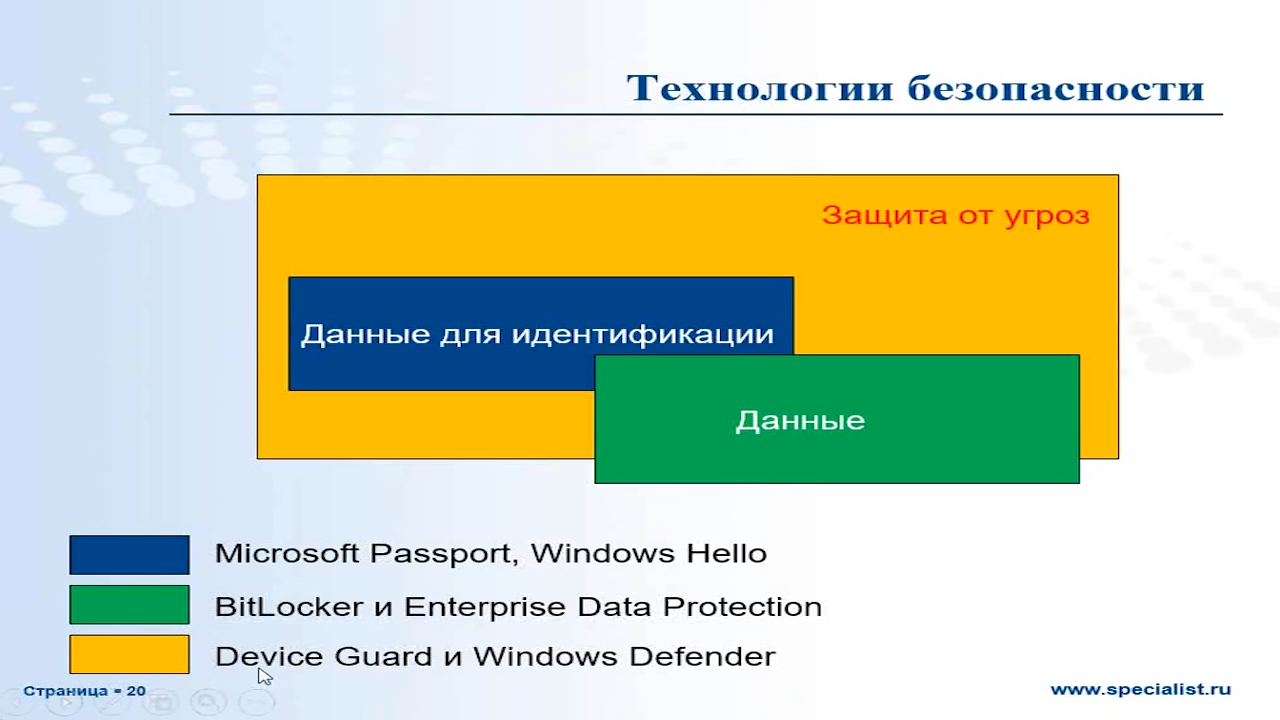 Технологии безопасности
Защита от угроз
Данные для идентификации
Данные
Microsoft Passport, Windows Hello
BitLocker и Enterprise Data Protection
Device Guard и Windows Defender
Страница = 20
www.specialist.ru